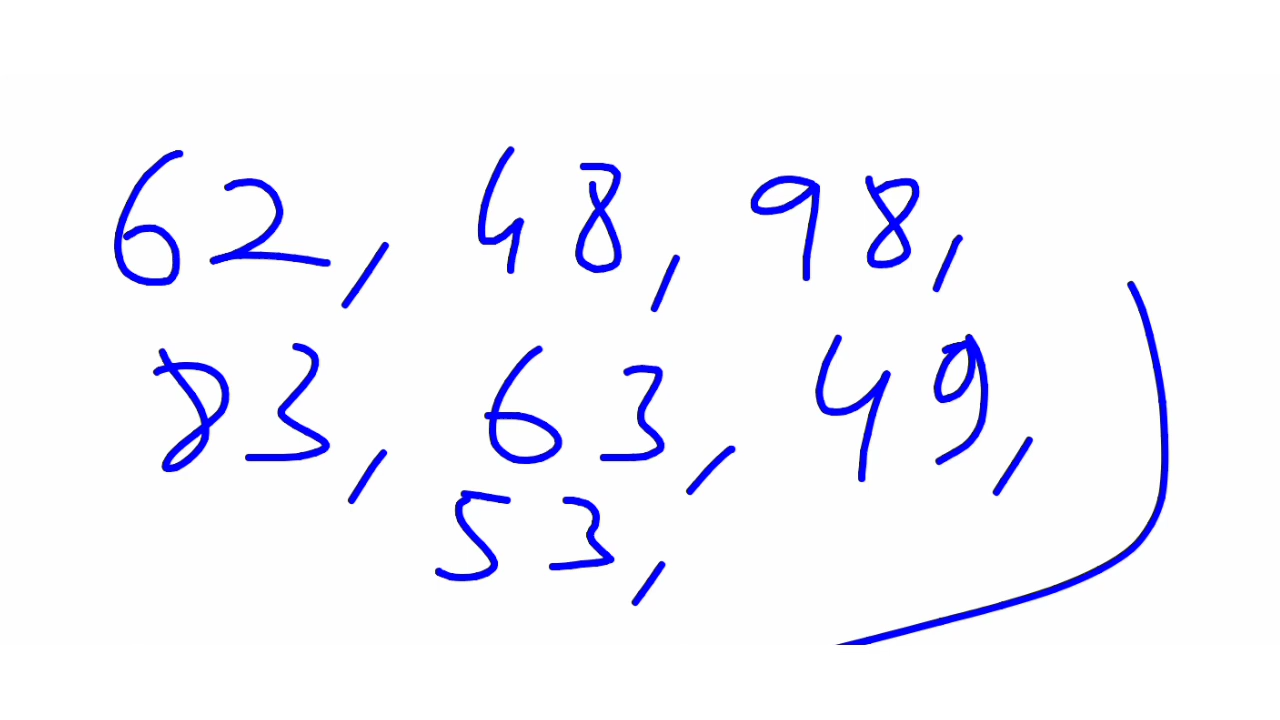 62, 48, 98,
83, 63, 49,
53,